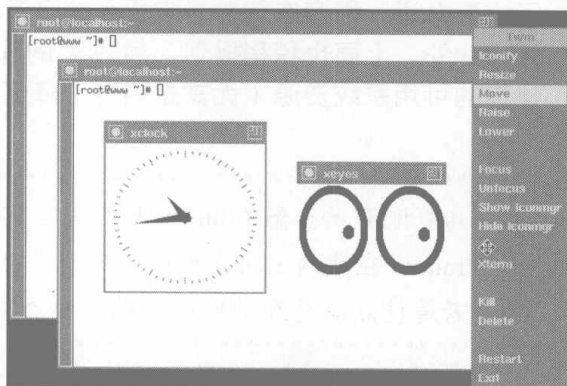 root@localhost:~
[root@www ~]#
root@localhost:~
[root@www ~]#
xclock
xeyes
Twm
Iconify
Resize
Move
Raise
Lower
Focus
Unfocus
Show Iconmgr
Hide Iconmgr
Xterm
Kill
Delete
Restart
Exit